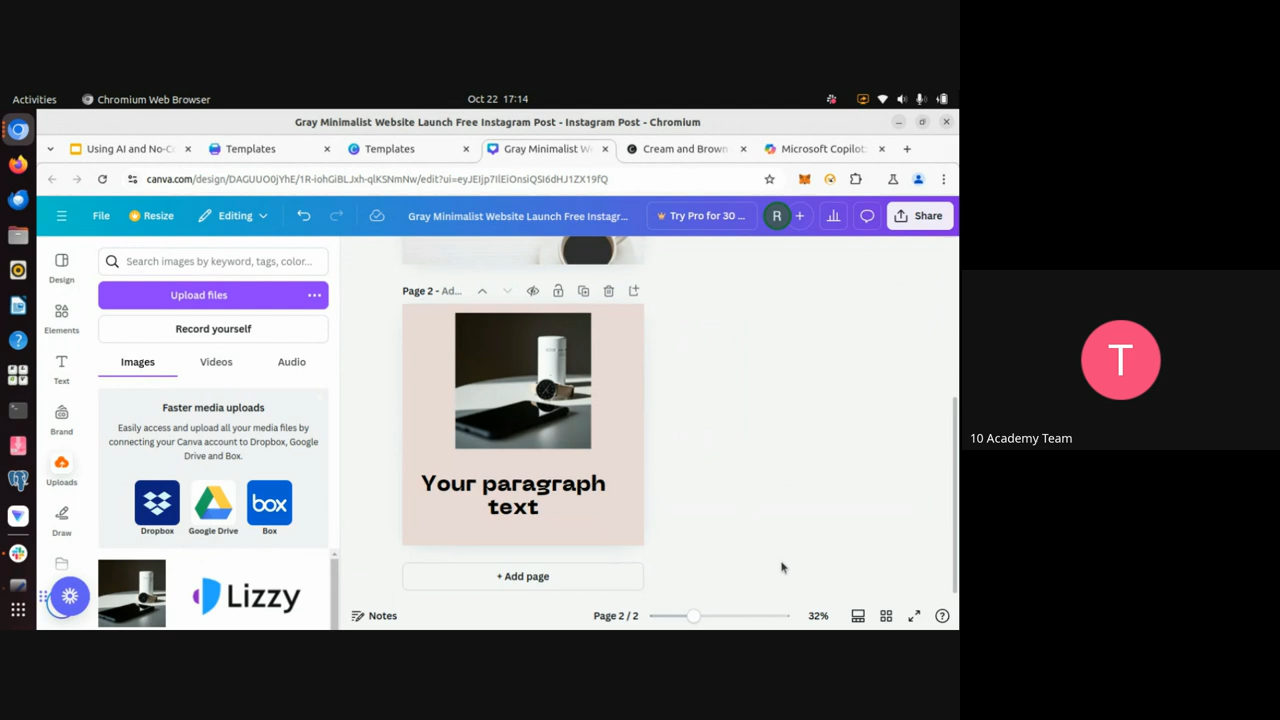 Activities Chromium Web Browser Oct 22 17:14
Gray Minimalist Website Launch Free Instagram Post - Instagram Post - Chromium
Using AI and No-C Templates Templates Gray Minimalist W Cream and Brown Microsoft Copilot:
canva.com/design/DAGUUO0jYhE/1R-iohGiBLJxh-qlKSNmNw/edit?ui=eyJEIjp7IlEiOnsiQSI6dHJ1ZX19fQ
File Resize Editing Gray Minimalist Website Launch Free Instagr... Try Pro for 30 ... R Share
Design
Elements
Text
Brand
Uploads
Draw
Search images by keyword, tags, color...
Upload files
Record yourself
Images Videos Audio
Faster media uploads
Easily access and upload all your media files by
connecting your Canva account to Dropbox, Google
Drive and Box.
box
Dropbox Google Drive Box
Lizzy
Page 2 - Ad...
Your paragraph
text
+ Add page
Notes Page 2 / 2 32%
T
10 Academy Team